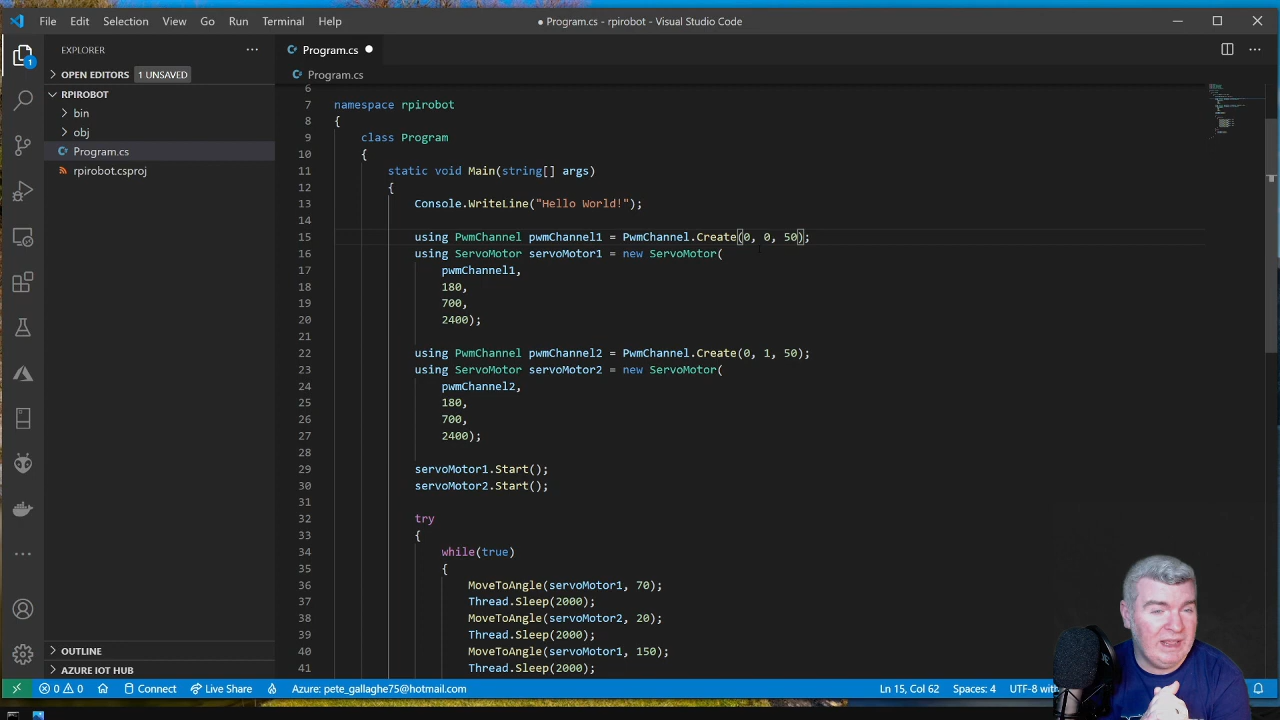 File Edit Selection View Go Run Terminal Help
● Program.cs - rpirobot - Visual Studio Code
EXPLORER
OPEN EDITORS 1 UNSAVED
RPIROBOT
bin
obj
Program.cs
rpirobot.csproj
OUTLINE
AZURE IOT HUB
1
Program.cs
Program.cs
6
7 namespace rpirobot
8 {
9 class Program
10 {
11 static void Main(string[] args)
12 {
13 Console.WriteLine("Hello World!");
14
15 using PwmChannel pwmChannel1 = PwmChannel.Create(0, 0, 50);
16 using ServoMotor servoMotor1 = new ServoMotor(
17 pwmChannel1,
18 180,
19 700,
20 2400);
21
22 using PwmChannel pwmChannel2 = PwmChannel.Create(0, 1, 50);
23 using ServoMotor servoMotor2 = new ServoMotor(
24 pwmChannel2,
25 180,
26 700,
27 2400);
28
29 servoMotor1.Start();
30 servoMotor2.Start();
31
32 try
33 {
34 while(true)
35 {
36 MoveToAngle(servoMotor1, 70);
37 Thread.Sleep(2000);
38 MoveToAngle(servoMotor2, 20);
39 Thread.Sleep(2000);
40 MoveToAngle(servoMotor1, 150);
41 Thread.Sleep(2000);
0 0 Connect Live Share Azure: pete_gallaghe75@hotmail.com Ln 15, Col 62 Spaces: 4 UTF-8 with